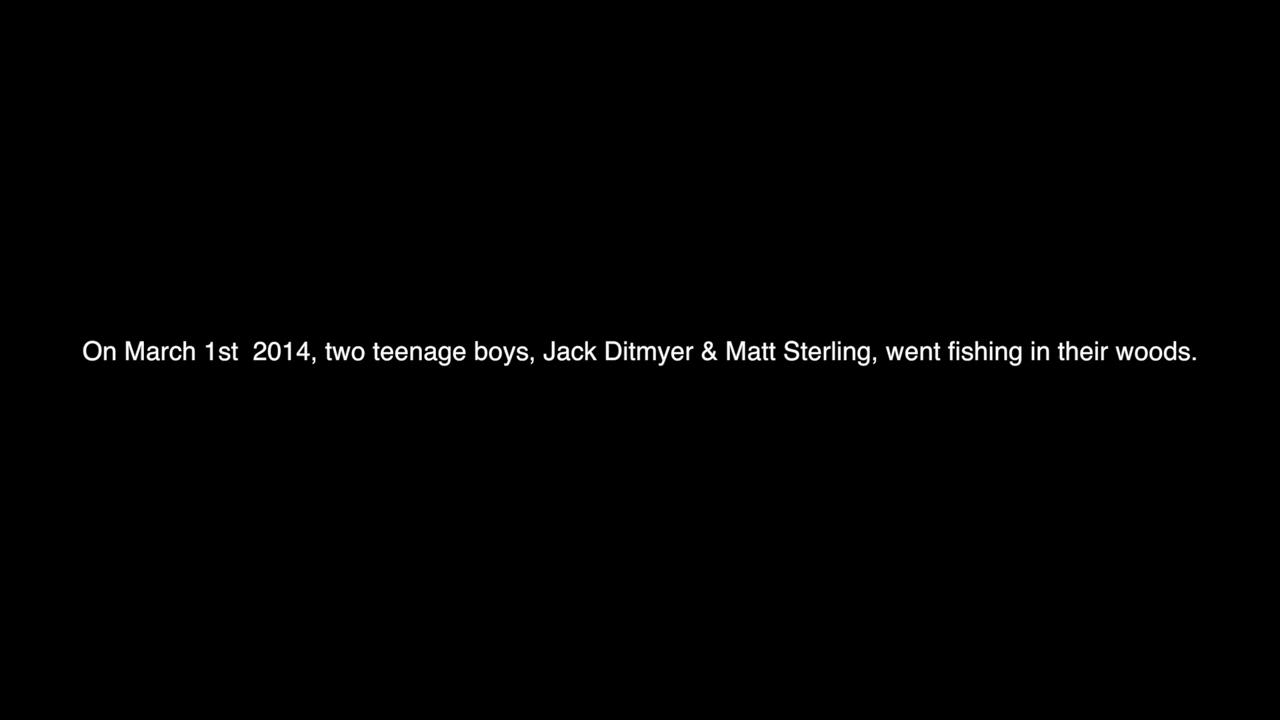 On March 1st  2014, two teenage boys, Jack Ditmyer & Matt Sterling, went fishing in their woods.